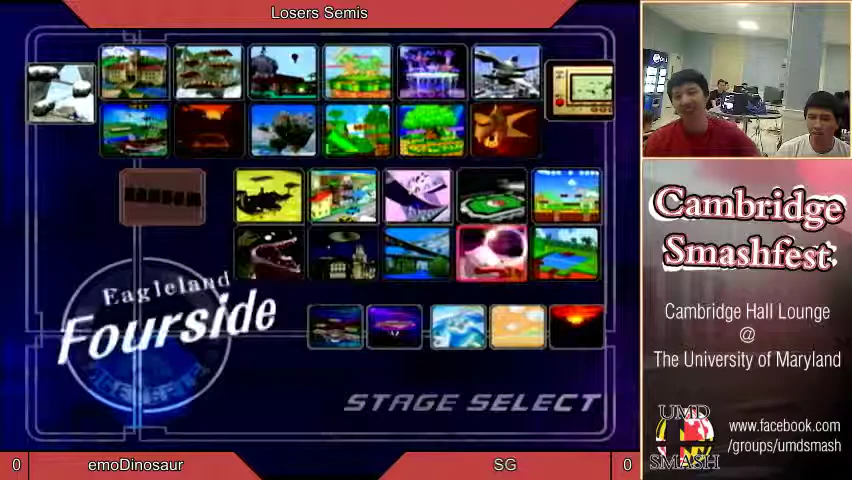 Losers Semis
Cambridge
Smashfest
Eagleland
Fourside
Cambridge Hall Lounge
@
The University of Maryland
STAGE SELECT
UMD
SMASH
www.facebook.com
/groups/umdsmash
0
emoDinosaur
SG
0